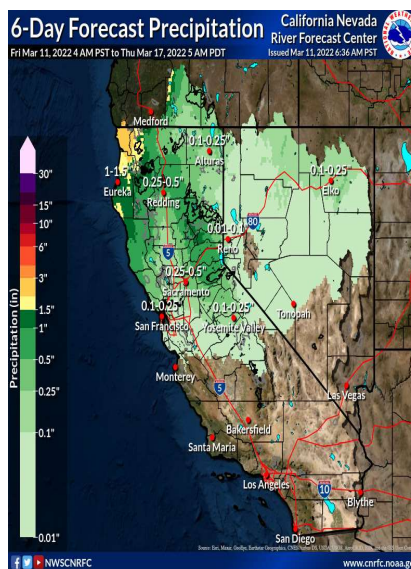 6-Day Forecast Precipitation
California Nevada
River Forecast Center
Fri Mar 11, 2022 4 AM PST to Thu Mar 17, 2022 5 AM PDT
Issued Mar 11, 2022 6:36 AM PST
Medford
0.1-0.25"
Alturas
1-1.5"
Eureka
0.25-0.5"
Redding
0.1-0.25"
Elko
80
0.01-0.1"
Reno
5
0.25-0.5"
Sacramento
0.1-0.25"
San Francisco
0.1-0.25"
Yosemite Valley
Tonopah
Monterey
5
Las Vegas
Bakersfield
Santa Maria
Los Angeles
10
Blythe
San Diego
Precipitation (in)
30"
15"
10"
6"
3"
1.5"
1"
0.5"
0.25"
0.1"
0.01"
NWSCNRFC
www.cnrfc.noaa.go